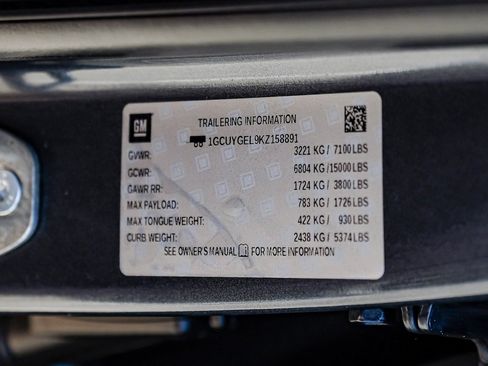 GM
TRAILERING INFORMATION
1GCUYGEL9KZ158891
GVWR: 3221 KG / 7100 LBS
GCWR: 6804 KG /15000 LBS
GAWR RR: 1724 KG / 3800 LBS
MAX PAYLOAD: 783 KG / 1726 LBS
MAX TONGUE WEIGHT: 422 KG / 930 LBS
CURB WEIGHT: 2438 KG / 5374 LBS
SEE OWNER'S MANUAL FOR MORE INFORMATION